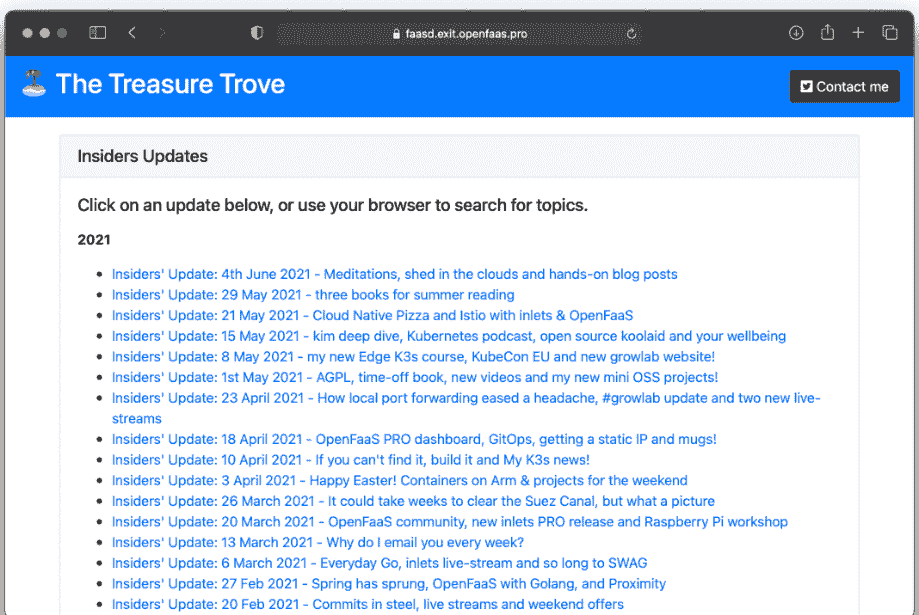 faasd.exit.openfaas.pro
The Treasure Trove
Contact me
Insiders Updates
Click on an update below, or use your browser to search for topics.
2021
Insiders' Update: 4th June 2021 - Meditations, shed in the clouds and hands-on blog posts
Insiders' Update: 29 May 2021 - three books for summer reading
Insiders' Update: 21 May 2021 - Cloud Native Pizza and Istio with inlets & OpenFaaS
Insiders' Update: 15 May 2021 - kim deep dive, Kubernetes podcast, open source koolaid and your wellbeing
Insiders' Update: 8 May 2021 - my new Edge K3s course, KubeCon EU and new growlab website!
Insiders' Update: 1st May 2021 - AGPL, time-off book, new videos and my new mini OSS projects!
Insiders' Update: 23 April 2021 - How local port forwarding eased a headache, #growlab update and two new live-
streams
Insiders' Update: 18 April 2021 - OpenFaaS PRO dashboard, GitOps, getting a static IP and mugs!
Insiders' Update: 10 April 2021 - If you can't find it, build it and My K3s news!
Insiders' Update: 3 April 2021 - Happy Easter! Containers on Arm & projects for the weekend
Insiders' Update: 26 March 2021 - It could take weeks to clear the Suez Canal, but what a picture
Insiders' Update: 20 March 2021 - OpenFaaS community, new inlets PRO release and Raspberry Pi workshop
Insiders' Update: 13 March 2021 - Why do I email you every week?
Insiders' Update: 6 March 2021 - Everyday Go, inlets live-stream and so long to SWAG
Insiders' Update: 27 Feb 2021 - Spring has sprung, OpenFaaS with Golang, and Proximity
Insiders' Update: 20 Feb 2021 - Commits in steel, live streams and weekend offers